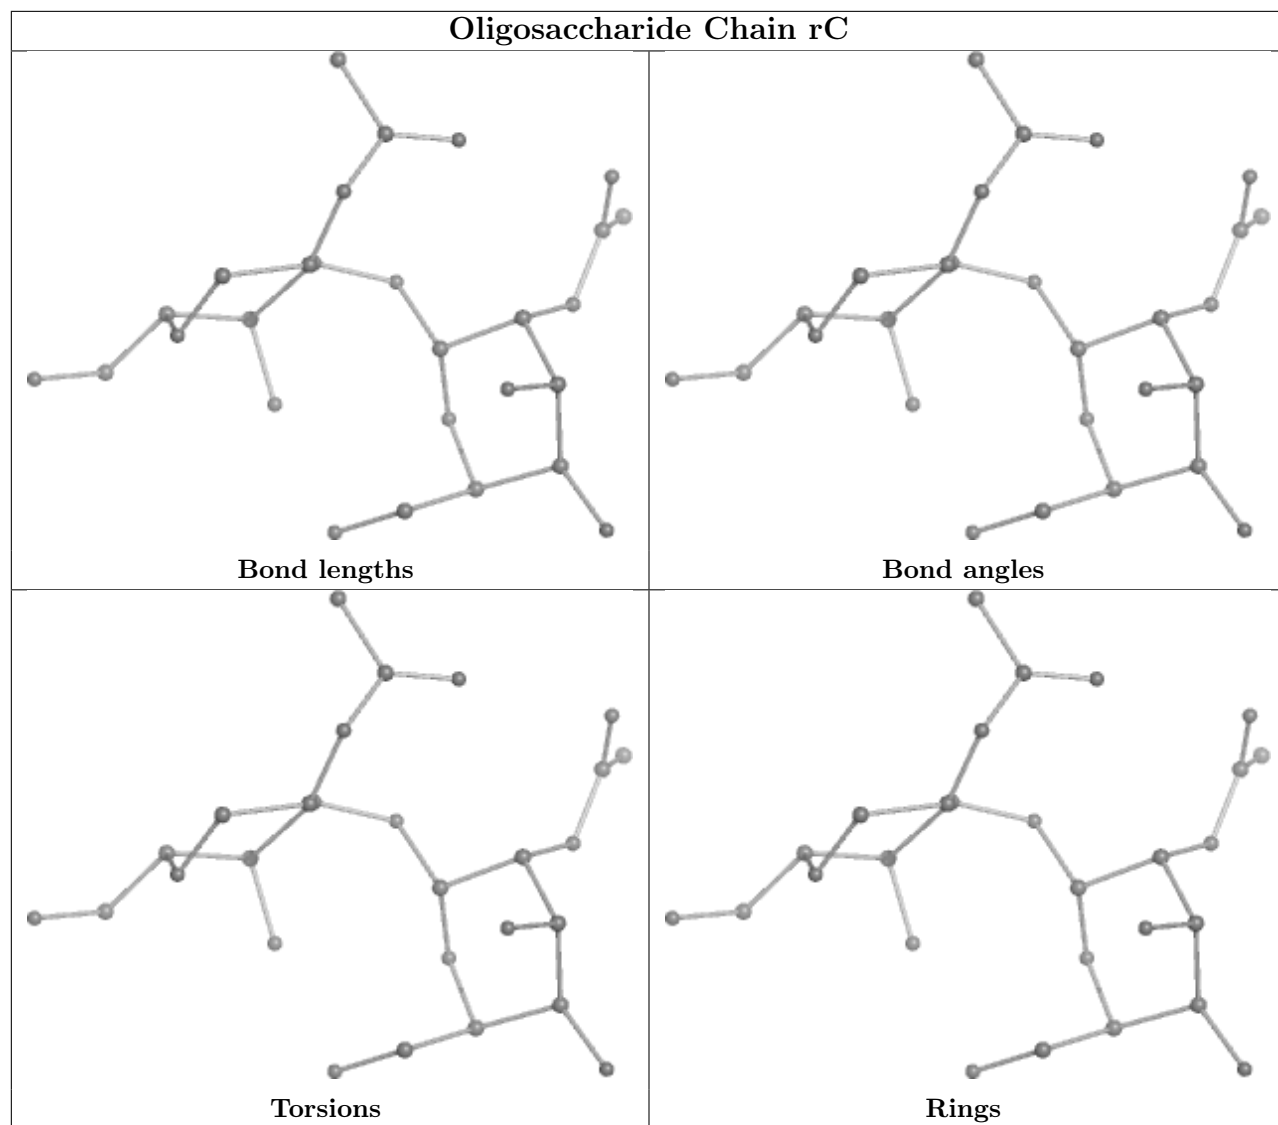 Oligosaccharide Chain rC
Bond lengths
Bond angles
Torsions
Rings